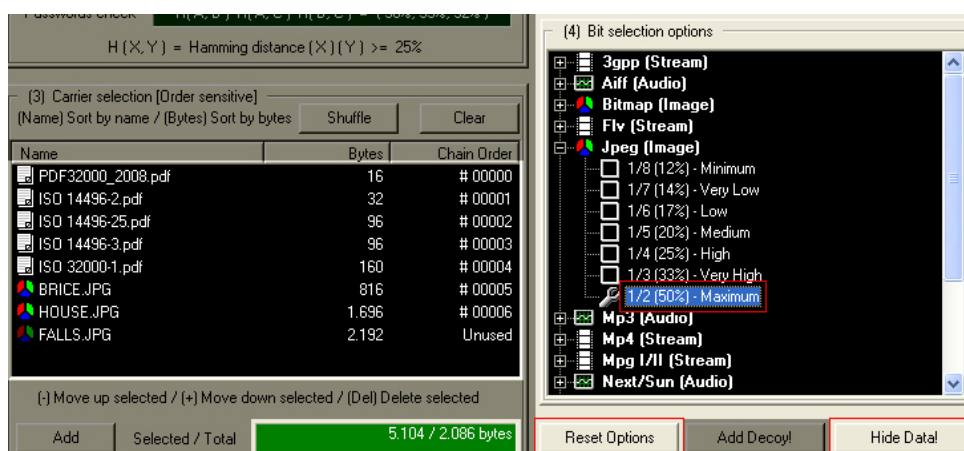 H(X,Y) = Hamming distance (X)(Y) >= 25%
(3) Carrier selection [Order sensitive]
(Name) Sort by name / (Bytes) Sort by bytes Shuffle Clear
Name Bytes Chain Order
PDF32000_2008.pdf 16 # 00000
ISO 14496-2.pdf 32 # 00001
ISO 14496-25.pdf 96 # 00002
ISO 14496-3.pdf 96 # 00003
ISO 32000-1.pdf 160 # 00004
BRICE.JPG 816 # 00005
HOUSE.JPG 1.696 # 00006
FALLS.JPG 2.192 Unused
(-) Move up selected / (+) Move down selected / (Del) Delete selected
Add Selected / Total 5.104 / 2.086 bytes
(4) Bit selection options
3gpp (Stream)
Aiff (Audio)
Bitmap (Image)
Flv (Stream)
Jpeg (Image)
1/8 (12%) - Minimum
1/7 (14%) - Very Low
1/6 (17%) - Low
1/5 (20%) - Medium
1/4 (25%) - High
1/3 (33%) - Very High
1/2 (50%) - Maximum
Mp3 (Audio)
Mp4 (Stream)
Mpg I/II (Stream)
Next/Sun (Audio)
Reset Options Add Decoy! Hide Data!